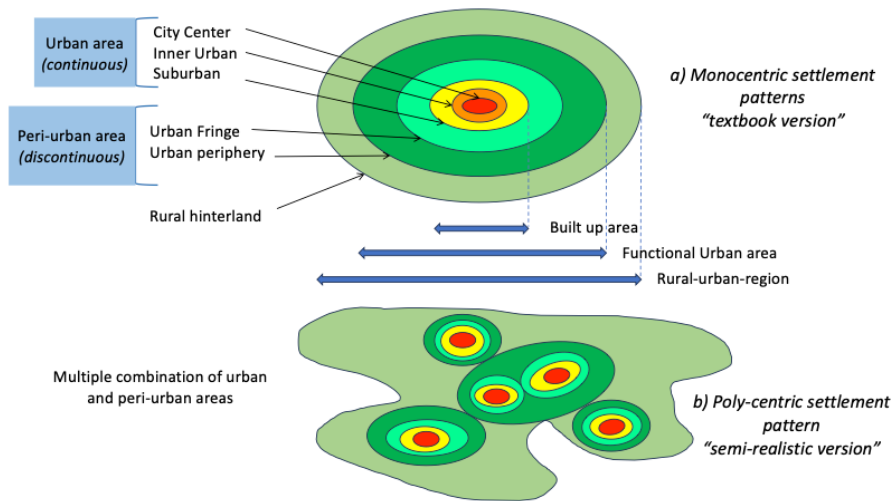 Urban area
(continuous)
City Center
Inner Urban
Suburban
a) Monocentric settlement
patterns
“textbook version”
Peri-urban area
(discontinuous)
Urban Fringe
Urban periphery
Rural hinterland
Built up area
Functional Urban area
Rural-urban-region
Multiple combination of urban
and peri-urban areas
b) Poly-centric settlement
pattern
“semi-realistic version”